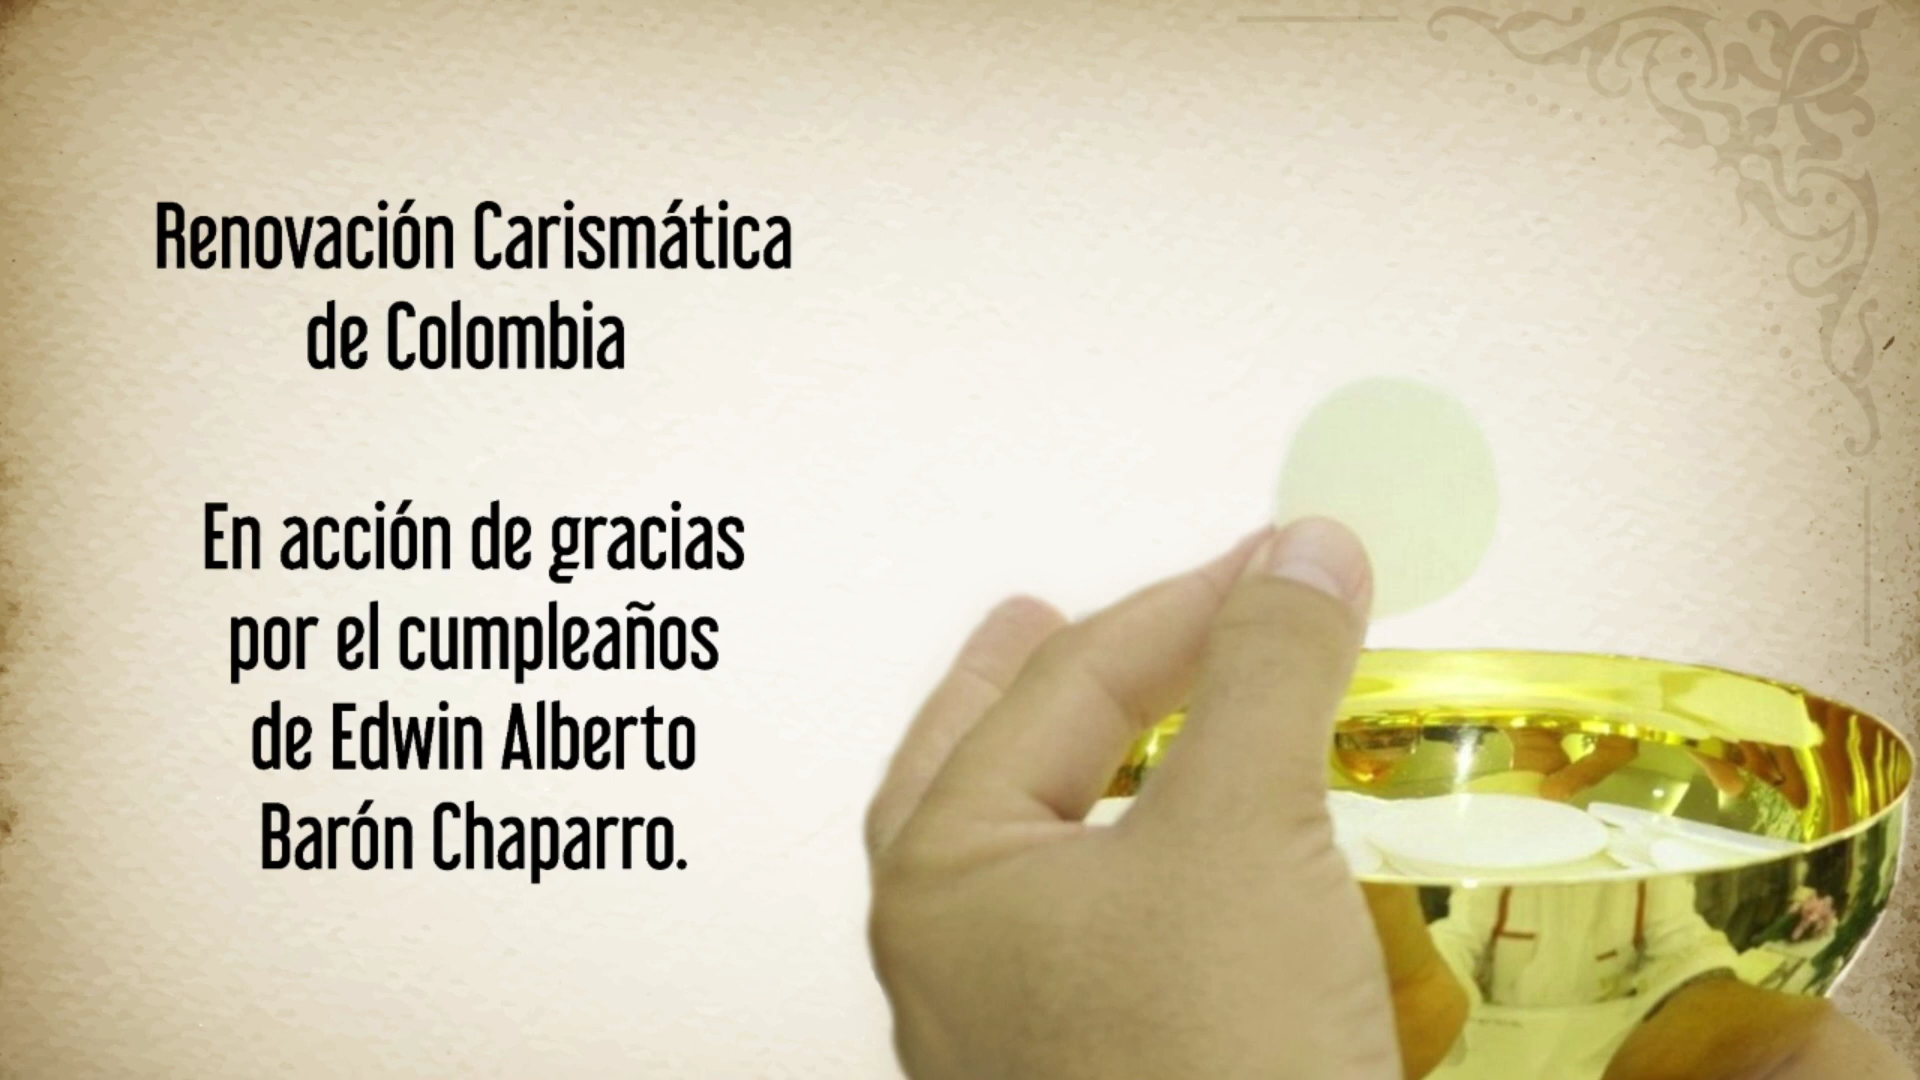 Renovación Carismática
de Colombia
En acción de gracias
por el cumpleaños
de Edwin Alberto
Barón Chaparro.